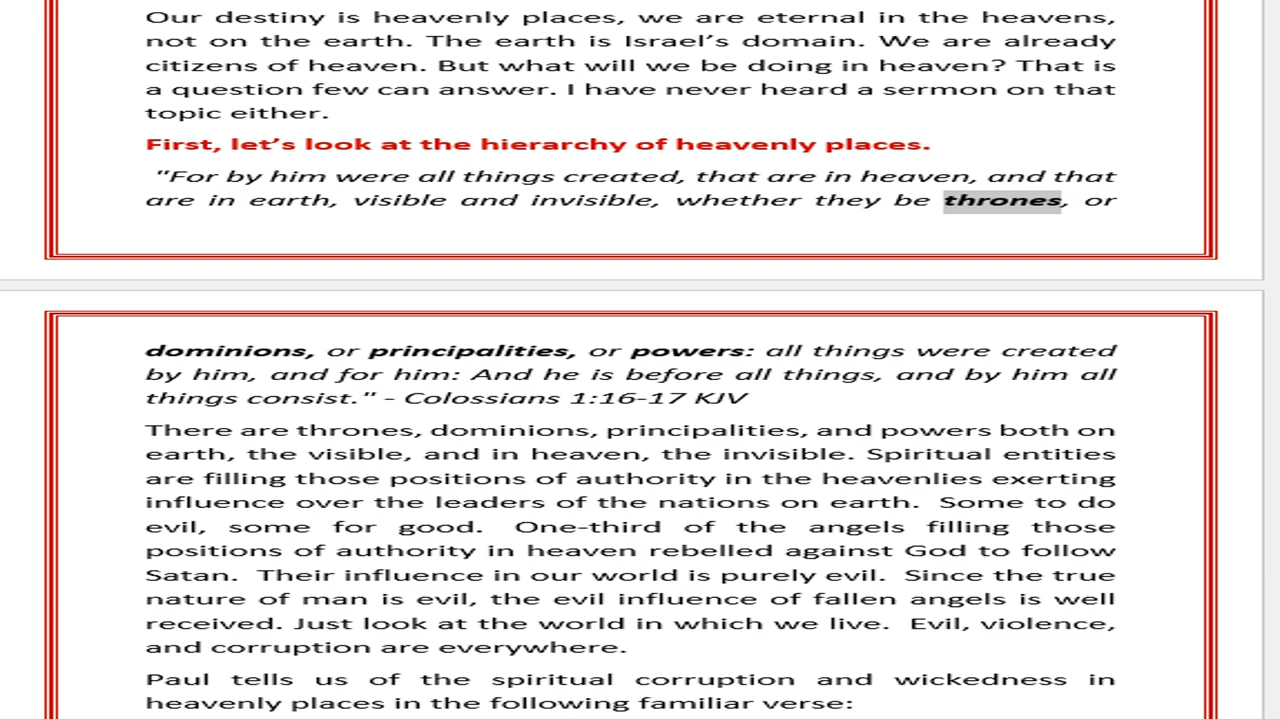 Our destiny is heavenly places, we are eternal in the heavens,
not on the earth. The earth is Israel's domain. We are already
citizens of heaven. But what will we be doing in heaven? That is
a question few can answer. I have never heard a sermon on that
topic either.
First, let's look at the hierarchy of heavenly places.
"For by him were all things created, that are in heaven, and that
are in earth, visible and invisible, whether they be thrones, or
dominions, or principalities, or powers: all things were created
by him, and for him: And he is before all things, and by him all
things consist." - Colossians 1:16-17 KJV
There are thrones, dominions, principalities, and powers both on
earth, the visible, and in heaven, the invisible. Spiritual entities
are filling those positions of authority in the heavenlies exerting
influence over the leaders of the nations on earth.  Some to do
evil, some for good.  One-third of the angels filling those
positions of authority in heaven rebelled against God to follow
Satan.  Their influence in our world is purely evil.  Since the true
nature of man is evil, the evil influence of fallen angels is well
received. Just look at the world in which we live.  Evil, violence,
and corruption are everywhere.
Paul tells us of the spiritual corruption and wickedness in
heavenly places in the following familiar verse: